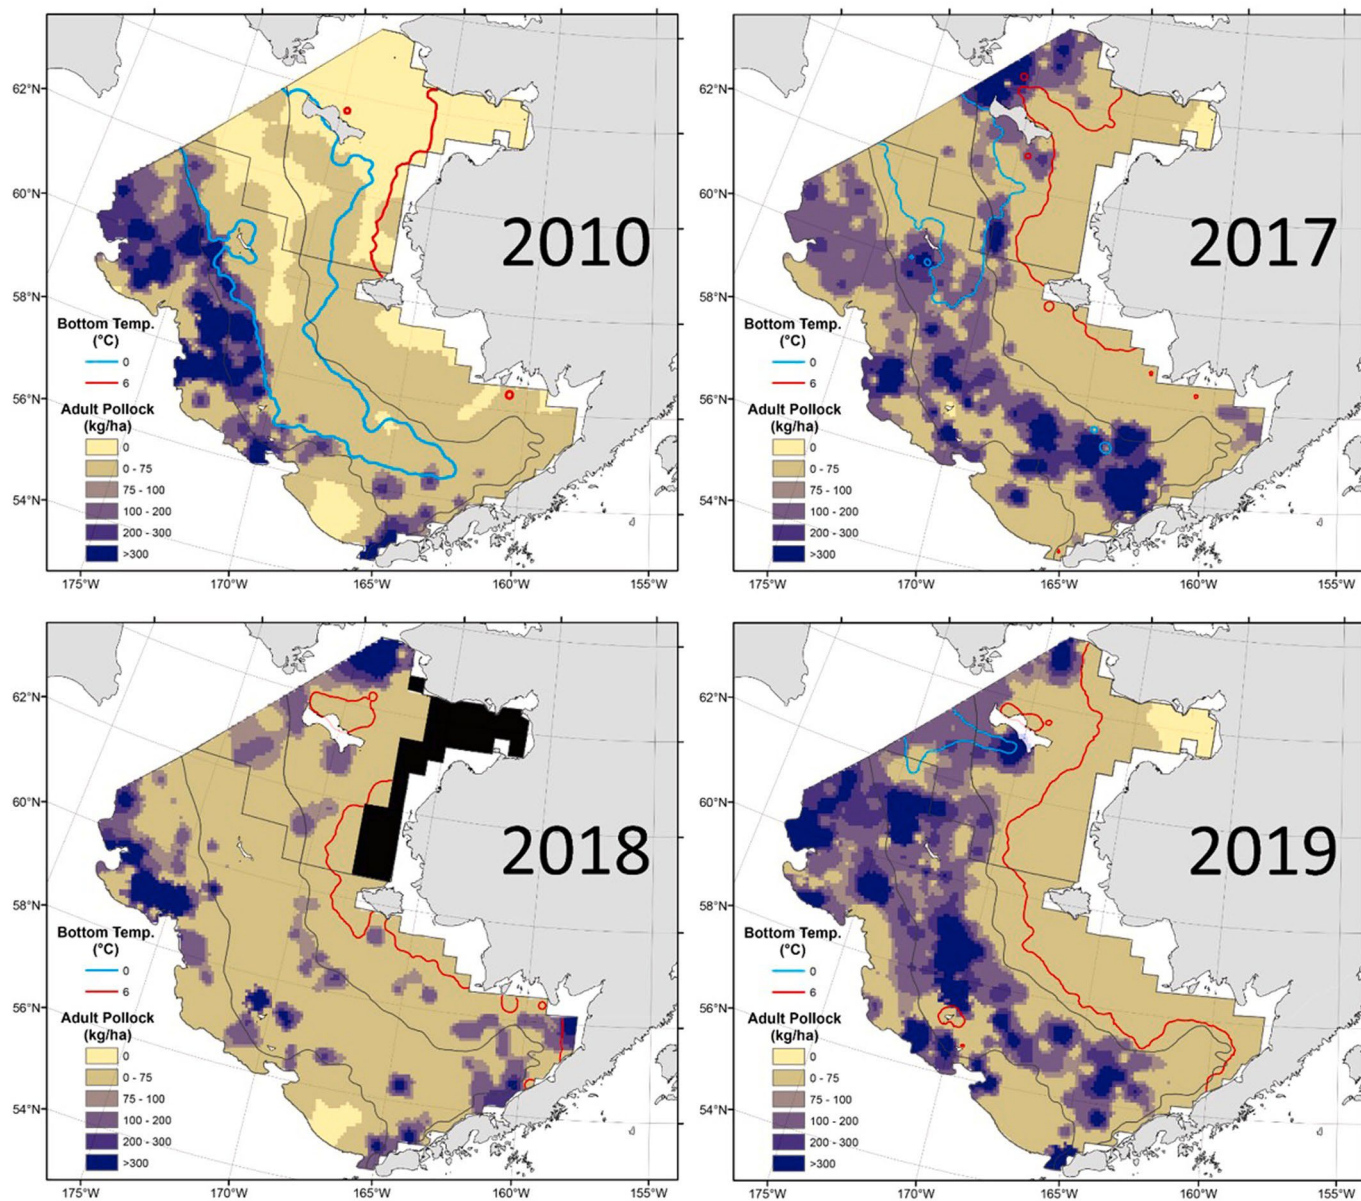 62°N
60°N
58°N
56°N
54°N
2010
Bottom Temp.
(°C)
0
6
Adult Pollock
(kg/ha)
0
0 - 75
75 - 100
100 - 200
200 - 300
>300
175°W
170°W
165°W
160°W
155°W
62°N
60°N
58°N
56°N
54°N
2017
Bottom Temp.
(°C)
0
6
Adult Pollock
(kg/ha)
0
0 - 75
75 - 100
100 - 200
200 - 300
>300
175°W
170°W
165°W
160°W
155°W
62°N
60°N
58°N
56°N
54°N
2018
Bottom Temp.
(°C)
0
6
Adult Pollock
(kg/ha)
0
0 - 75
75 - 100
100 - 200
200 - 300
>300
175°W
170°W
165°W
160°W
155°W
62°N
60°N
58°N
56°N
54°N
2019
Bottom Temp.
(°C)
0
6
Adult Pollock
(kg/ha)
0
0 - 75
75 - 100
100 - 200
200 - 300
>300
175°W
170°W
165°W
160°W
155°W